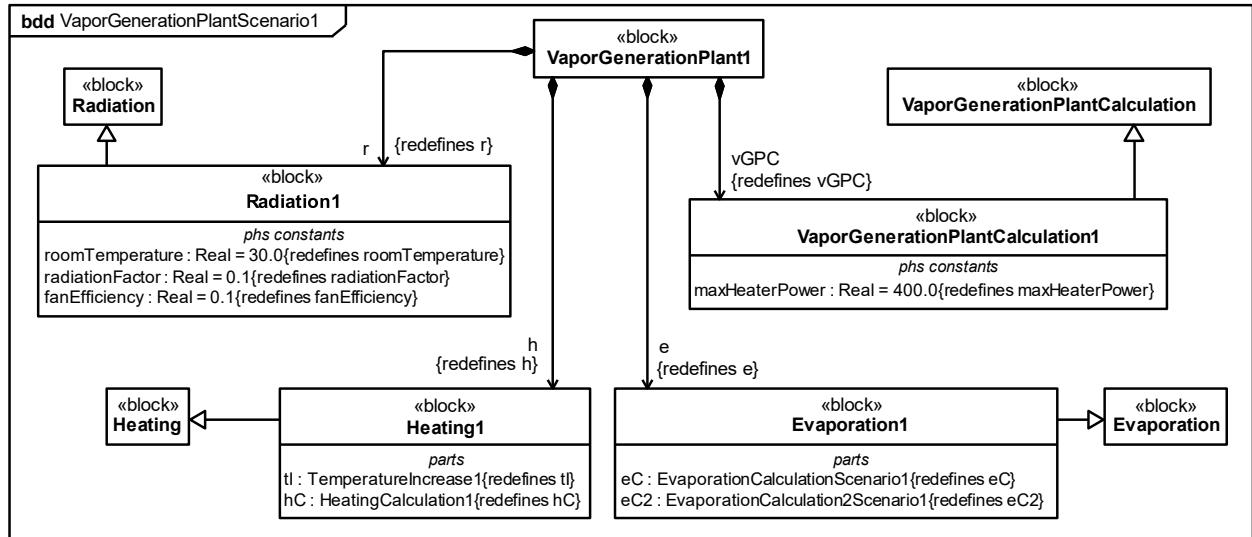 bdd VaporGenerationPlantScenario1
«block»
VaporGenerationPlant1
«block»
Radiation
«block»
VaporGenerationPlantCalculation
r
{redefines r}
vGPC
{redefines vGPC}
«block»
Radiation1
phs constants
roomTemperature : Real = 30.0{redefines roomTemperature}
radiationFactor : Real = 0.1{redefines radiationFactor}
fanEfficiency : Real = 0.1{redefines fanEfficiency}
«block»
VaporGenerationPlantCalculation1
phs constants
maxHeaterPower : Real = 400.0{redefines maxHeaterPower}
h
{redefines h}
e
{redefines e}
«block»
Heating
«block»
Heating1
parts
tI : TemperatureIncrease1{redefines tI}
hC : HeatingCalculation1{redefines hC}
«block»
Evaporation1
parts
eC : EvaporationCalculationScenario1{redefines eC}
eC2 : EvaporationCalculation2Scenario1{redefines eC2}
«block»
Evaporation